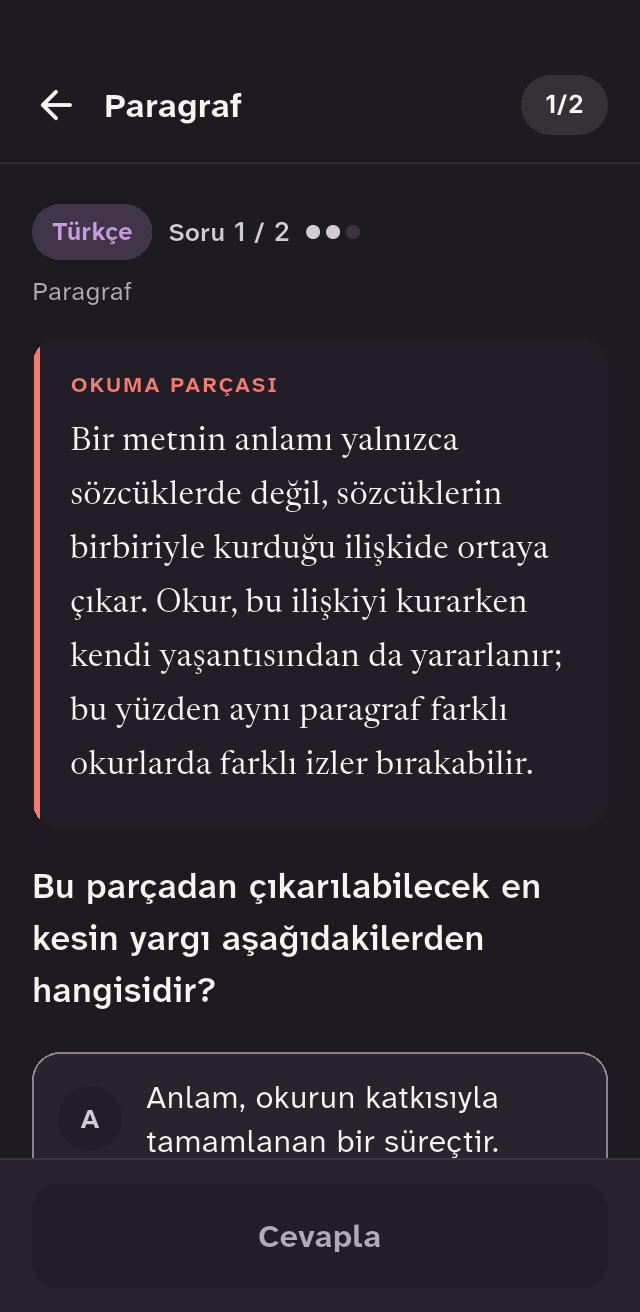 Paragraf
1/2
Türkçe Soru 1 / 2
Paragraf
OKUMA PARÇASI
Bir metnin anlamı yalnızca
sözcüklerde değil, sözcüklerin
birbiriyle kurduğu ilişkide ortaya
çıkar. Okur, bu ilişkiyi kurarken
kendi yaşantısından da yararlanır;
bu yüzden aynı paragraf farklı
okurlarda farklı izler bırakabilir.
Bu parçadan çıkarılabilecek en
kesin yargı aşağıdakilerden
hangisidir?
A
Anlam, okurun katkısıyla
tamamlanan bir süreçtir.
Cevapla